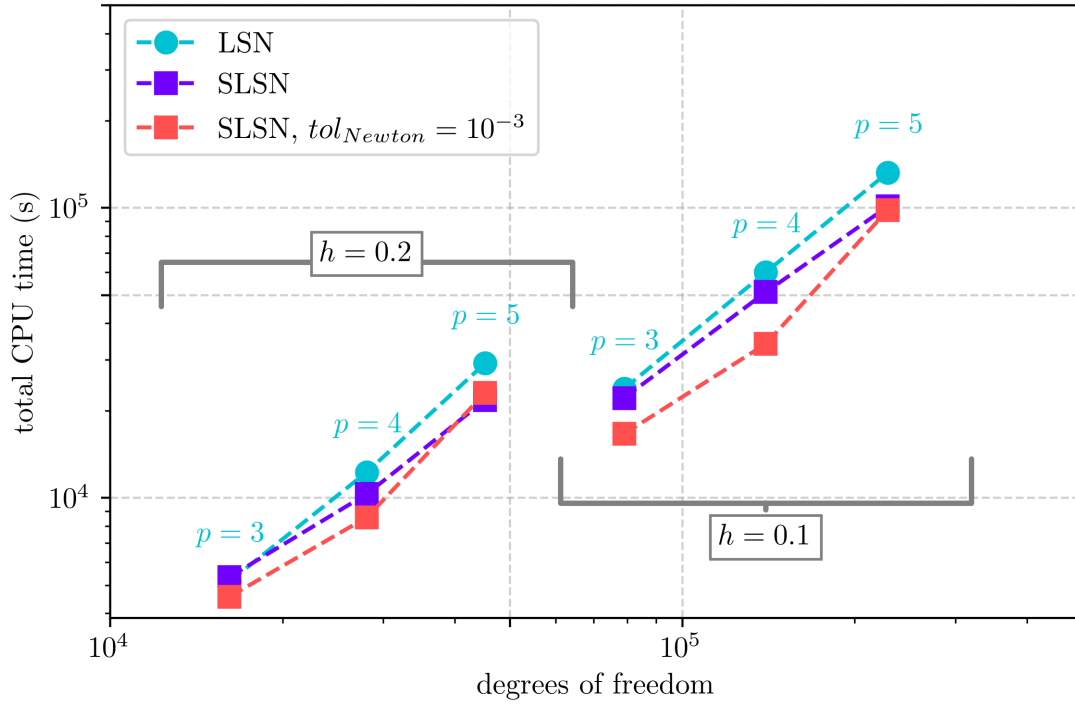 LSN
SLSN
SLSN, tol_{Newton} = 10^{-3}
total CPU time (s)
10^5
10^4
p = 3
p = 4
p = 5
h = 0.2
p = 3
p = 4
p = 5
h = 0.1
10^4
10^5
degrees of freedom